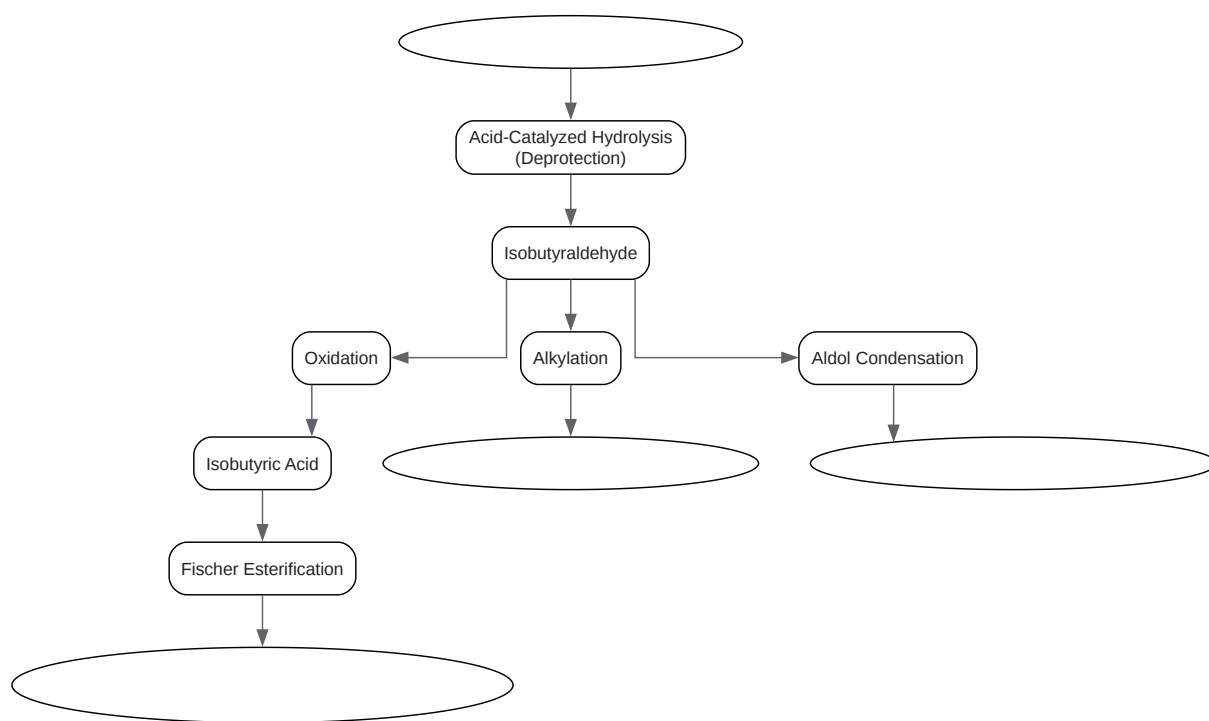 Acid-Catalyzed Hydrolysis
(Deprotection)
Isobutyraldehyde
Oxidation
Alkylation
Aldol Condensation
Isobutyric Acid
Fischer Esterification